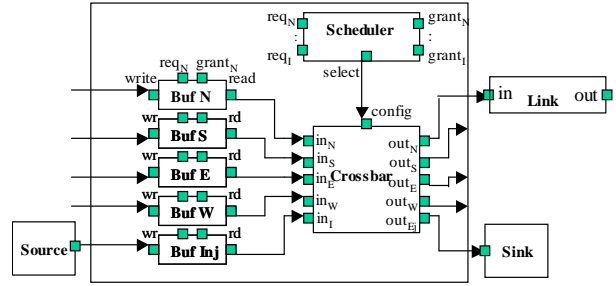 req_N grant_N
: Scheduler :
req_I grant_I
select
req_N grant_N
write read
Buf N
config
in Link out
wr rd
Buf S
wr rd
Buf E
wr rd
Buf W
wr rd
Buf Inj
in_N out_N
in_S out_S
Crossbar
in_E out_E
in_W out_W
in_I out_Ej
Source
Sink